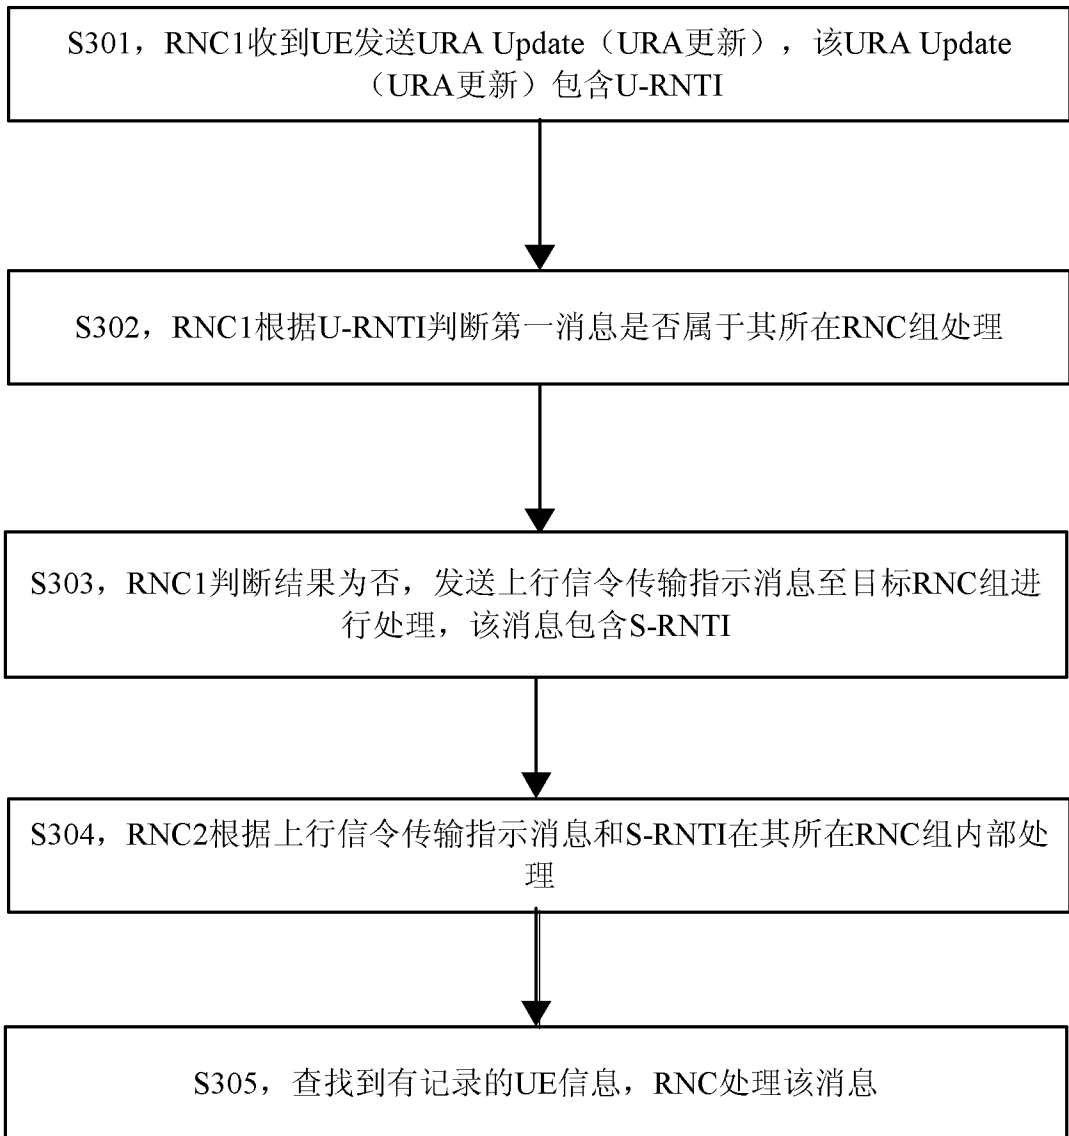 S301，RNC1收到UE发送URA Update（URA更新），该URA Update
（URA更新）包含U-RNTI
S302，RNC1根据U-RNTI判断第一消息是否属于其所在RNC组处理
S303，RNC1判断结果为否，发送上行信令传输指示消息至目标RNC组进
行处理，该消息包含S-RNTI
S304，RNC2根据上行信令传输指示消息和S-RNTI在其所在RNC组内部处
理
S305，查找到有记录的UE信息，RNC处理该消息